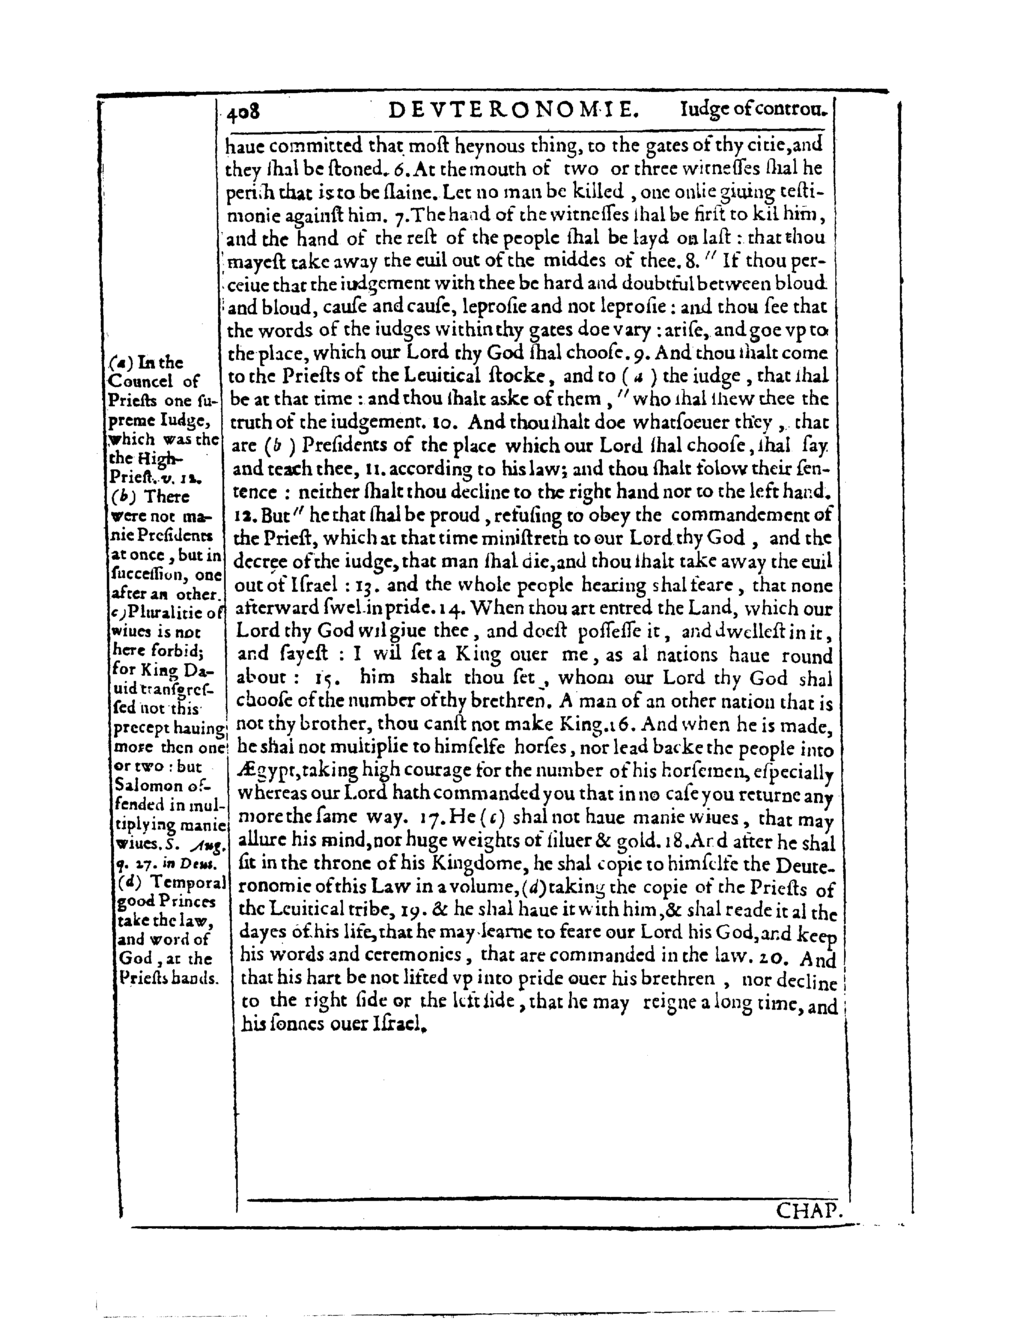 408 DEVTERONOMIE. Iudge of controu.
haue committed that moſt heynous thing, to the gates of thy citie,and
they ſhal be ſtoned. 6.At the mouth of two or three witneſſes ſhal he
periſh that is to be ſlaine. Let no man be killed , one onlie giuing teſti-
monie againſt him. 7.The hand of the witneſſes ſhal be firſt to kil him,
and the hand of the reſt of the people ſhal be layd on laſt : that thou
mayeſt take away the euil out of the middes of thee. 8. " If thou per-
ceiue that the iudgement with thee be hard and doubtful between bloud
and bloud, cauſe and cauſe, leproſie and not leproſie : and thou ſee that
the words of the iudges within thy gates doe vary : ariſe, and goe vp to
the place, which our Lord thy God ſhal chooſe. 9. And thou ſhalt come
to the Prieſts of the Leuitical ſtocke, and to ( a ) the iudge , that ſhal
be at that time : and thou ſhalt aske of them , " who ſhal ſhew thee the
truth of the iudgement. 10. And thou ſhalt doe whatſoeuer they , that
are (b ) Preſidents of the place which our Lord ſhal chooſe, ſhal ſay
and teach thee, 11. according to his law; and thou ſhalt folow their ſen-
tence : neither ſhalt thou decline to the right hand nor to the left hand.
12. But " he that ſhal be proud , refuſing to obey the commandement of
the Prieſt, which at that time miniſtreth to our Lord thy God , and the
decree of the iudge, that man ſhal die,and thou ſhalt take away the euil
out of Iſrael : 13. and the whole people hearing shal feare , that none
afterward ſwel in pride. 14. When thou art entred the Land, which our
Lord thy God wil giue thee , and doeſt poſſeſſe it , and dwelleſt in it,
and ſayeſt : I wil ſet a King ouer me, as al nations haue round
about : 15. him shalt thou ſet , whom our Lord thy God shal
chooſe of the number of thy brethren. A man of an other nation that is
not thy brother, thou canſt not make King. 16. And when he is made,
he shal not multiplie to himſelfe horſes, nor lead backe the people into
Ægypt,taking high courage for the number of his horſemen, eſpecially
whereas our Lord hath commanded you that in no caſe you returne any
more the ſame way. 17. He (c) shal not haue manie wiues , that may
allure his mind,nor huge weights of ſiluer & gold. 18. And after he shal
ſit in the throne of his Kingdome, he shal copie to himſelfe the Deute-
ronomie of this Law in a volume, (d)taking the copie of the Prieſts of
the Leuitical tribe, 19. & he shal haue it with him,& shal reade it al the
dayes of his life, that he may learne to feare our Lord his God,and keep
his words and ceremonies , that are commanded in the law. 20. And
that his hart be not lifted vp into pride ouer his brethren , nor decline
to the right ſide or the left ſide , that he may reigne a long time, and
his ſonnes ouer Iſrael.
(a) In the
Councel of
Prieſts one ſu-
preme Iudge,
which was the
the High-
Prieſt. v. 12.
(b) There
were not ma-
nie Preſidents
at once , but in
ſucceſſion, one
after an other.
c)Pluralitie of
wiues is not
here forbid;
for King Da-
uid tranſgreſ-
ſed not this
precept hauing
more then one
or two : but
Salomon of-
fended in mul-
tiplying manie
wiues. S. Aug.
q. 27. in Deut.
(d) Temporal
good Princes
take the law,
and word of
God , at the
Prieſts hands.
CHAP.